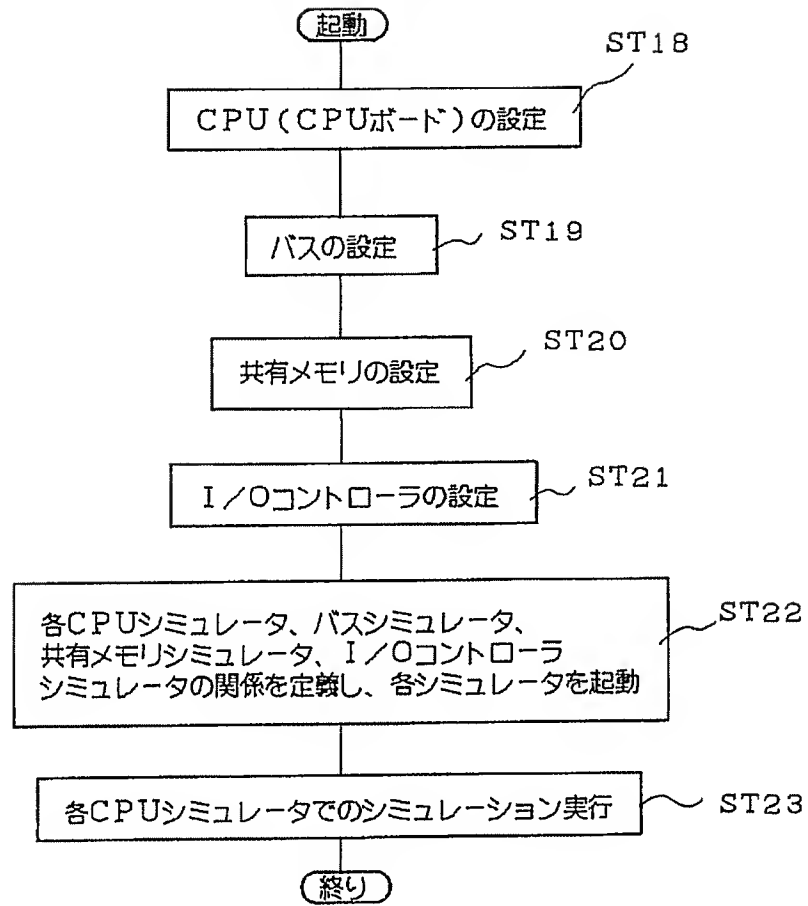 起動
ST18
CPU(CPUボード)の設定
ST19
バスの設定
ST20
共有メモリの設定
ST21
I/Oコントローラの設定
各CPUシミュレータ、バスシミュレータ、
共有メモリシミュレータ、I/Oコントローラ
シミュレータの関係を定義し、各シミュレータを起動
ST22
各CPUシミュレータでのシミュレーション実行
ST23
終り